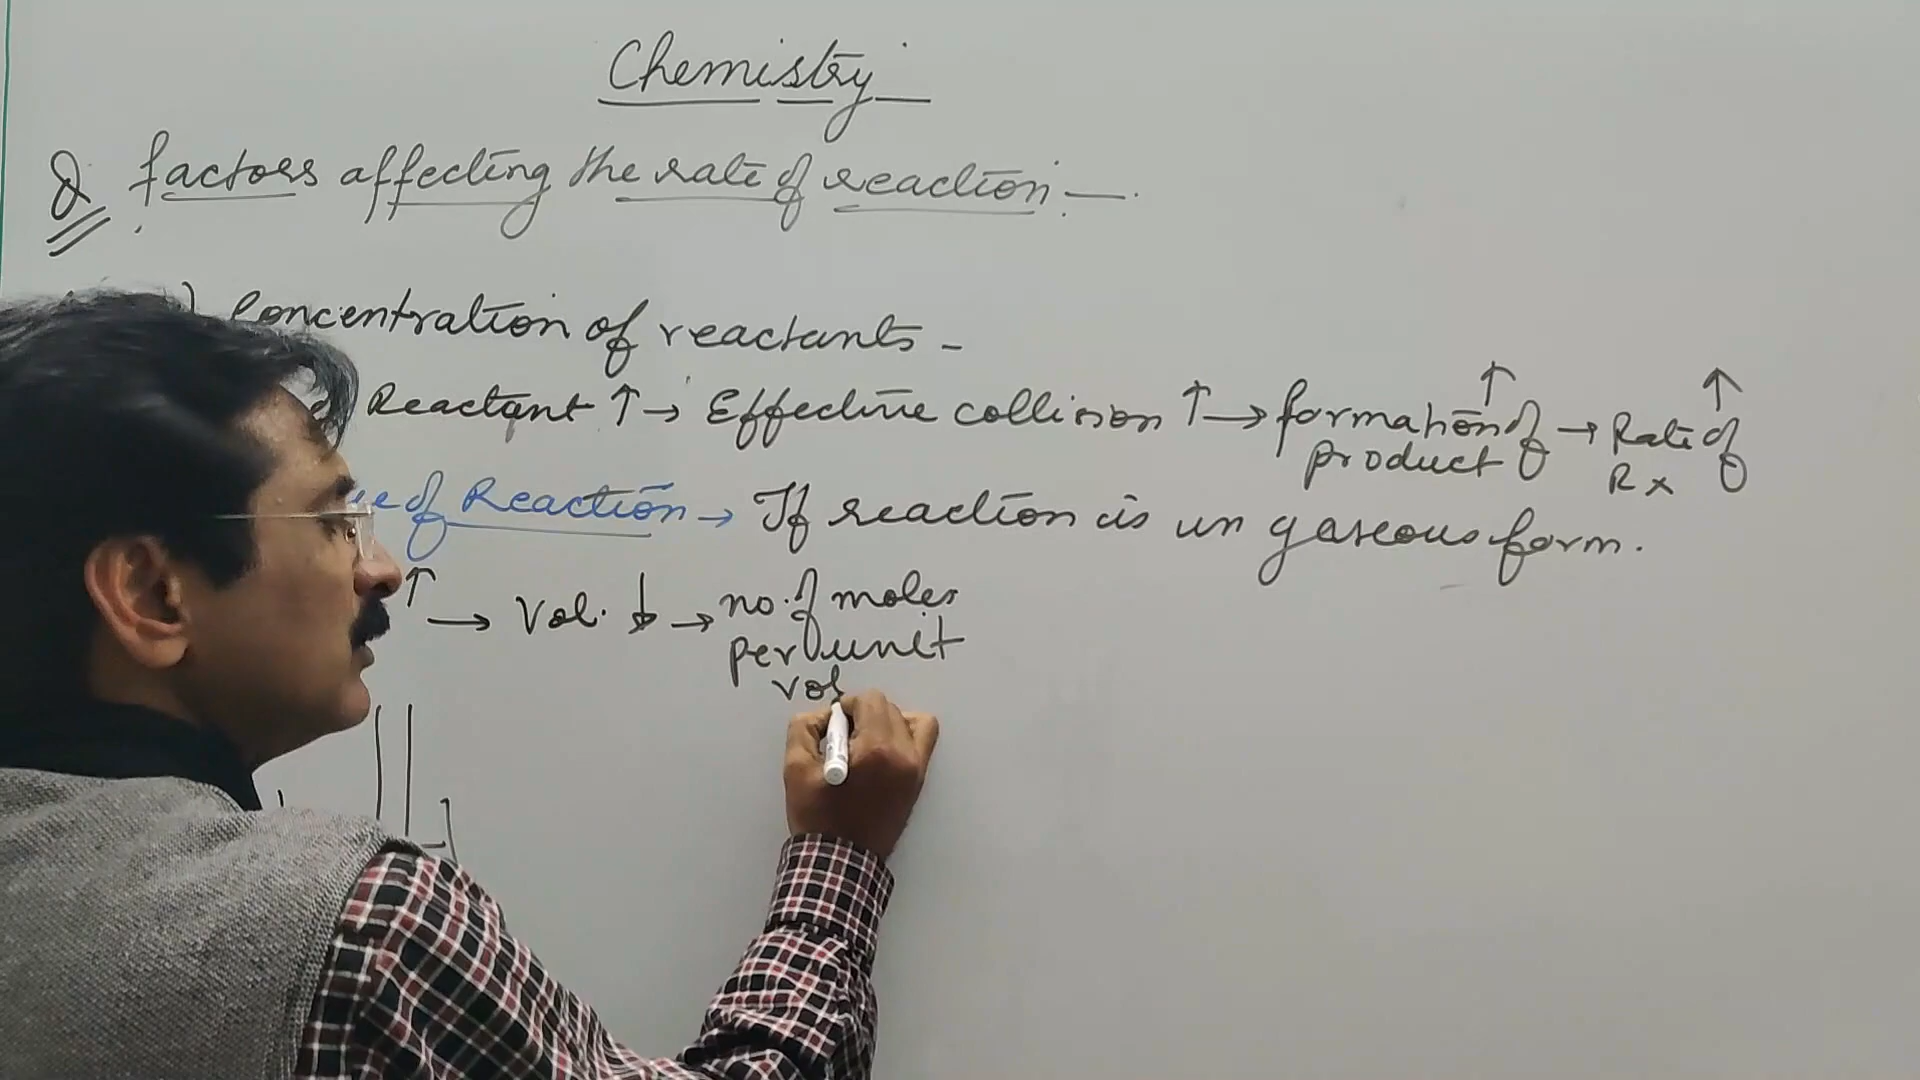 Chemistry
Q. factors affecting the rate of reaction —.
) Concentration of reactants -
Reactant ↑ → Effective collision ↑ → formation of product ↑ → Rate of Rx ↑
of Reaction → If reaction is in gaseous form.
↑ → Vol. ↓ → no. of moles
per unit
vol